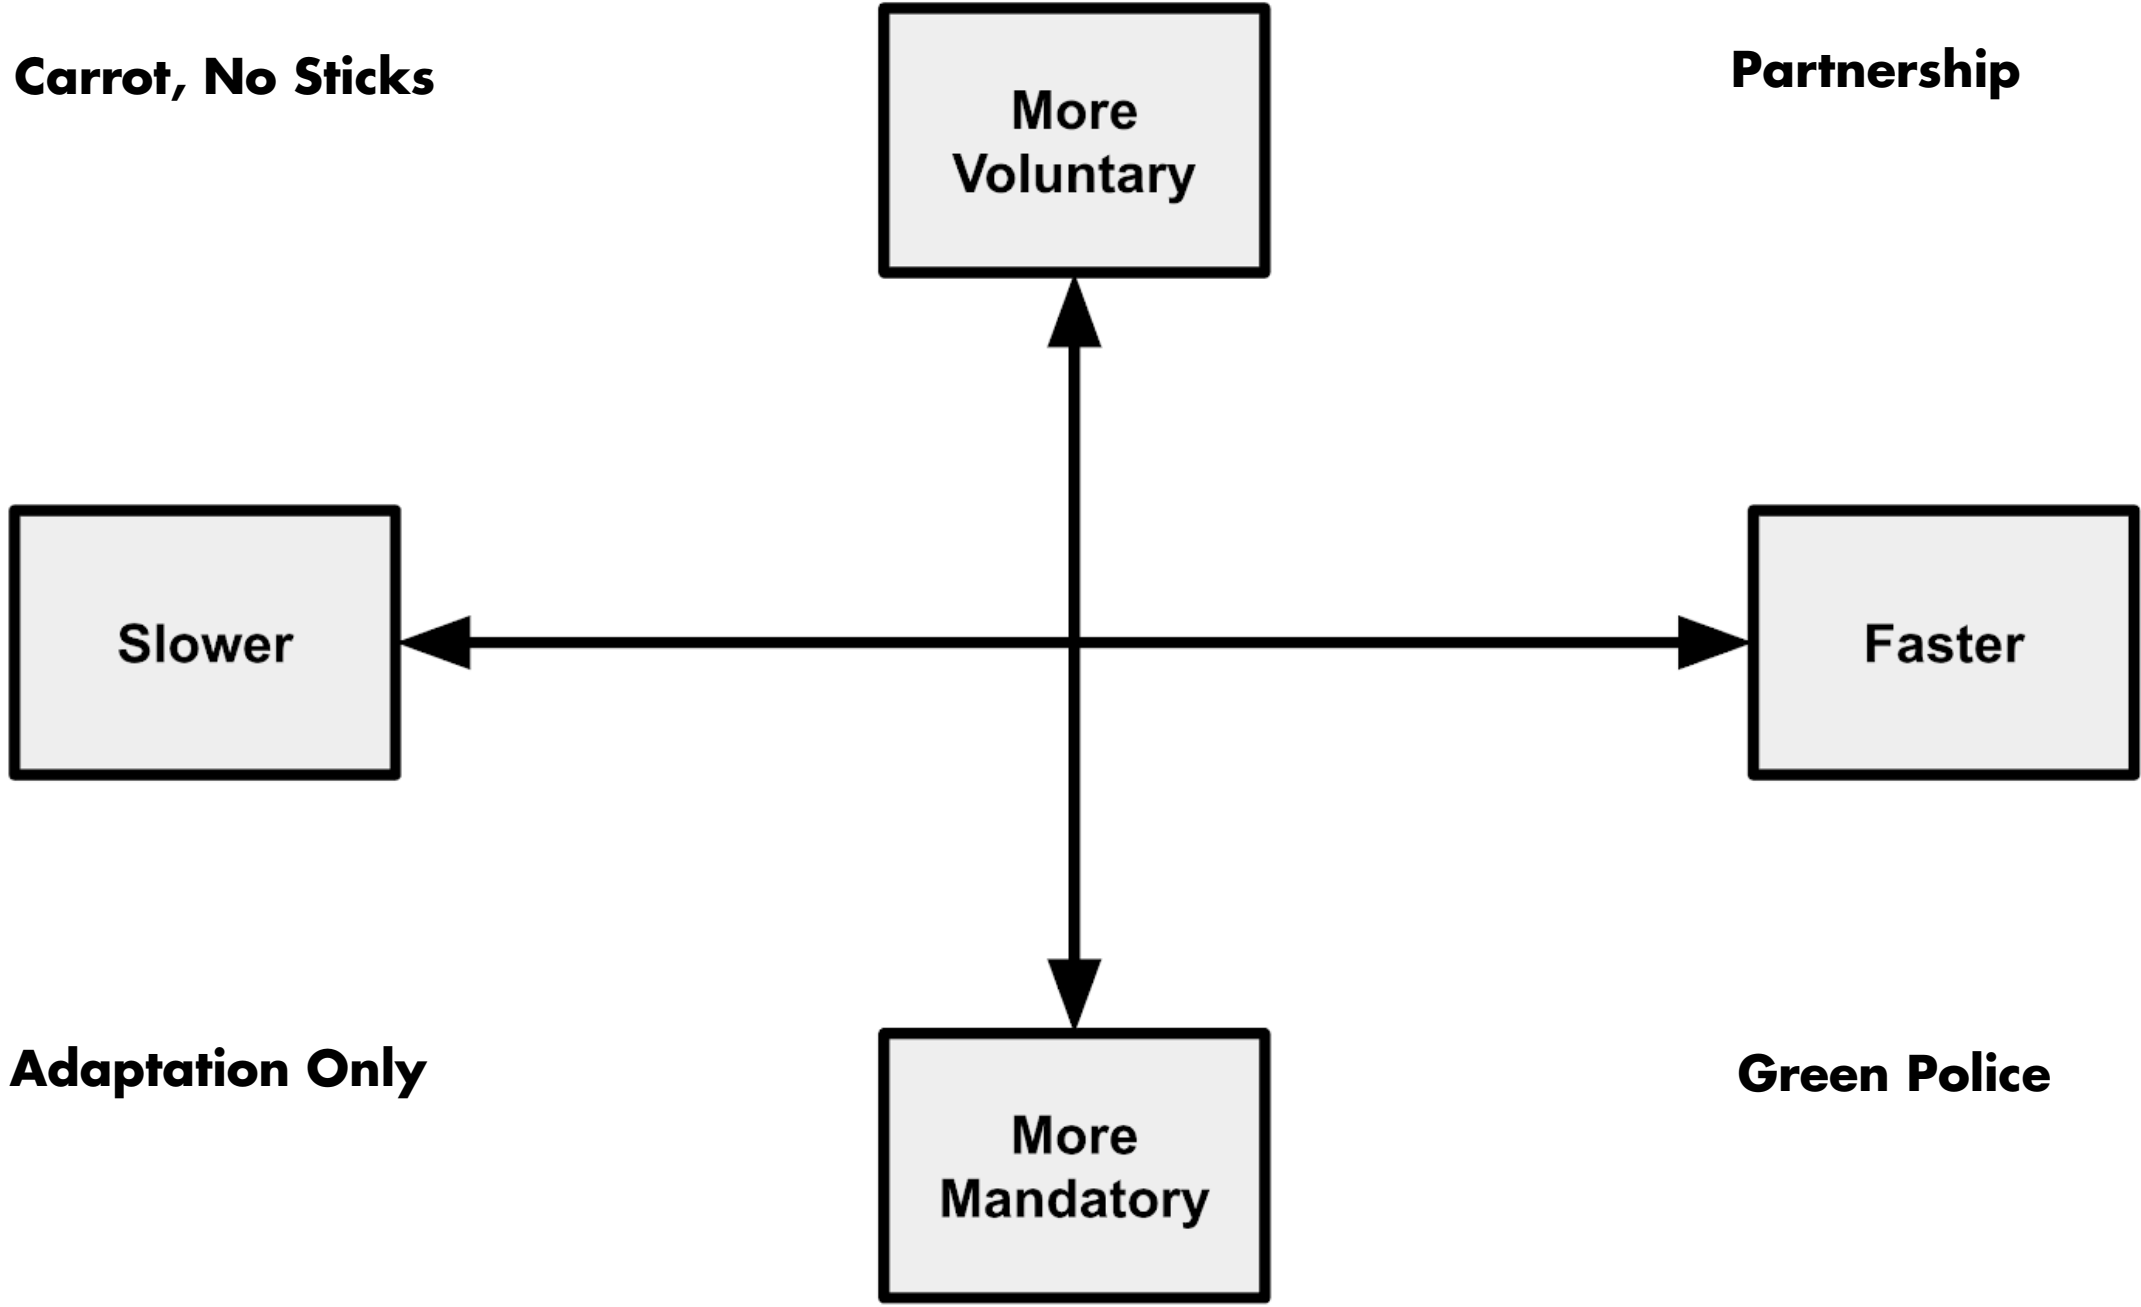 Carrot, No Sticks
Partnership
More
Voluntary
Slower
Faster
Adaptation Only
Green Police
More
Mandatory